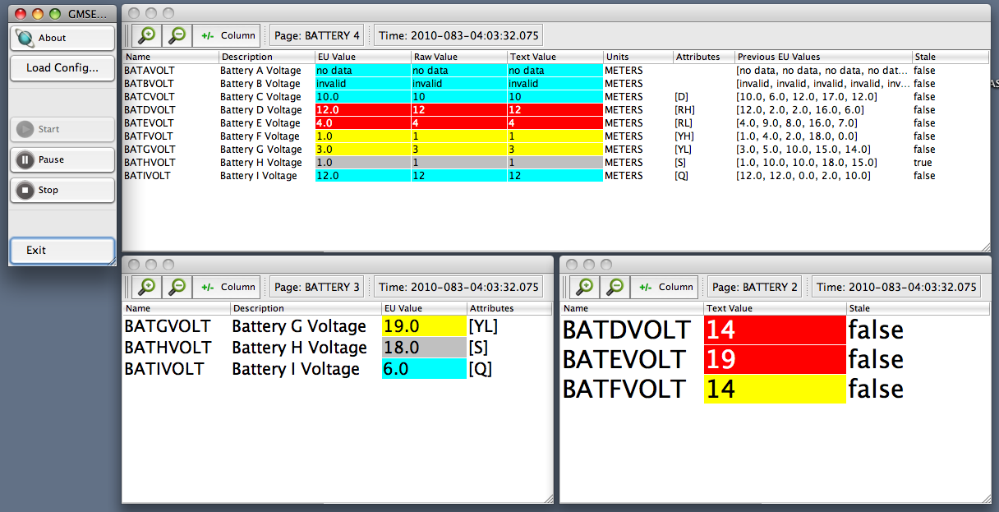 GMSE...
About
Load Config...
Start
Pause
Stop
Exit
+/- Column Page: BATTERY 4 Time: 2010-083-04:03:32.075
Name Description EU Value Raw Value Text Value Units Attributes Previous EU Values Stale
BATAVOLT Battery A Voltage no data no data no data METERS [no data, no data, no data, no dat... false
BATBVOLT Battery B Voltage invalid invalid invalid METERS [invalid, invalid, invalid, invalid, inv... false
BATCVOLT Battery C Voltage 10.0 10 10 METERS [D] [10.0, 6.0, 12.0, 17.0, 12.0] false
BATDVOLT Battery D Voltage 12.0 12 12 METERS [RH] [12.0, 2.0, 2.0, 16.0, 6.0] false
BATEVOLT Battery E Voltage 4.0 4 4 METERS [RL] [4.0, 9.0, 8.0, 16.0, 7.0] false
BATFVOLT Battery F Voltage 1.0 1 1 METERS [YH] [1.0, 4.0, 2.0, 18.0, 0.0] false
BATGVOLT Battery G Voltage 3.0 3 3 METERS [YL] [3.0, 5.0, 10.0, 15.0, 14.0] false
BATHVOLT Battery H Voltage 1.0 1 1 METERS [S] [1.0, 10.0, 10.0, 18.0, 15.0] true
BATIVOLT Battery I Voltage 12.0 12 12 METERS [Q] [12.0, 12.0, 0.0, 2.0, 10.0] false
+/- Column Page: BATTERY 3 Time: 2010-083-04:03:32.075
Name Description EU Value Attributes
BATGVOLT Battery G Voltage 19.0 [YL]
BATHVOLT Battery H Voltage 18.0 [S]
BATIVOLT Battery I Voltage 6.0 [Q]
+/- Column Page: BATTERY 2 Time: 2010-083-04:03:32.075
Name Text Value Stale
BATDVOLT 14 false
BATEVOLT 19 false
BATFVOLT 14 false